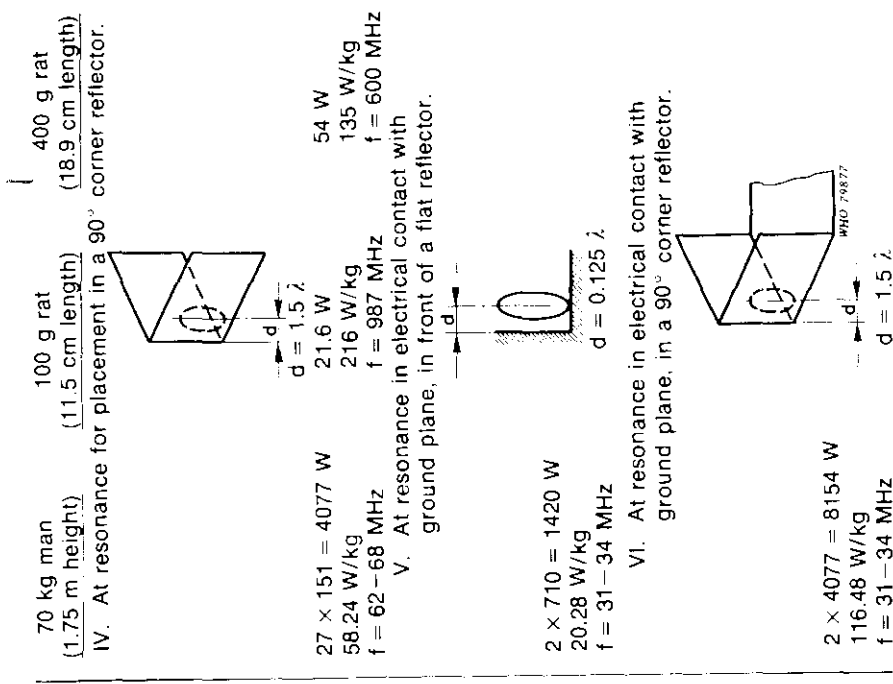 70 kg man 100 g rat 400 g rat
(1.75 m height) (11.5 cm length) (18.9 cm length)
IV. At resonance for placement in a 90° corner reflector.
d
d = 1.5 λ
27 × 151 = 4077 W 21.6 W 54 W
58.24 W/kg 216 W/kg 135 W/kg
f = 62–68 MHz f = 987 MHz f = 600 MHz
V. At resonance in electrical contact with
ground plane, in front of a flat reflector.
d
d = 0.125 λ
2 × 710 = 1420 W
20.28 W/kg
f = 31–34 MHz
VI. At resonance in electrical contact with
ground plane, in a 90° corner reflector.
d
WHO 79877
d = 1.5 λ
2 × 4077 = 8154 W
116.48 W/kg
f = 31–34 MHz